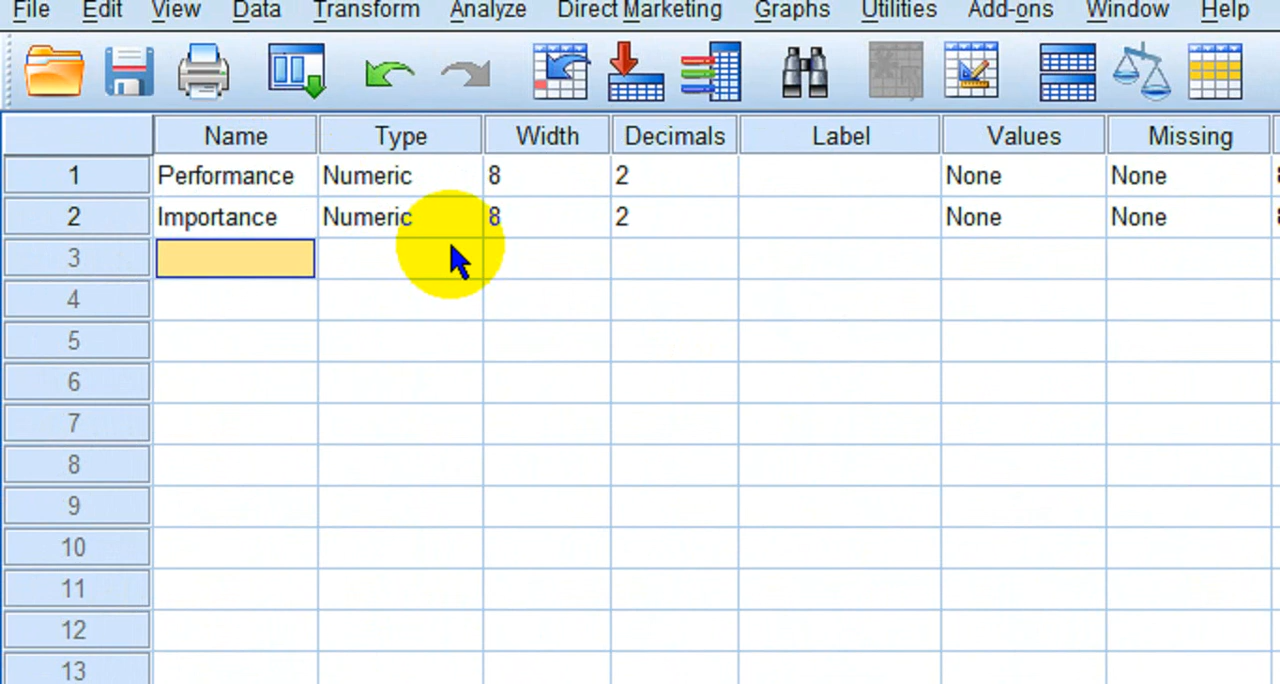 File Edit View Data Transform Analyze Direct Marketing Graphs Utilities Add-ons Window Help
Name Type Width Decimals Label Values Missing
1 Performance Numeric 8 2 None None
2 Importance Numeric 8 2 None None
3
4
5
6
7
8
9
10
11
12
13